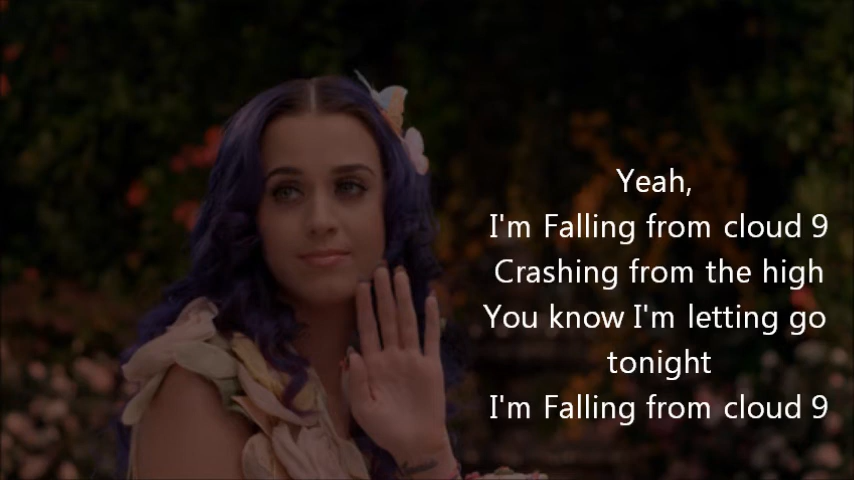 Yeah,
I'm Falling from cloud 9
Crashing from the high
You know I'm letting go
tonight
I'm Falling from cloud 9